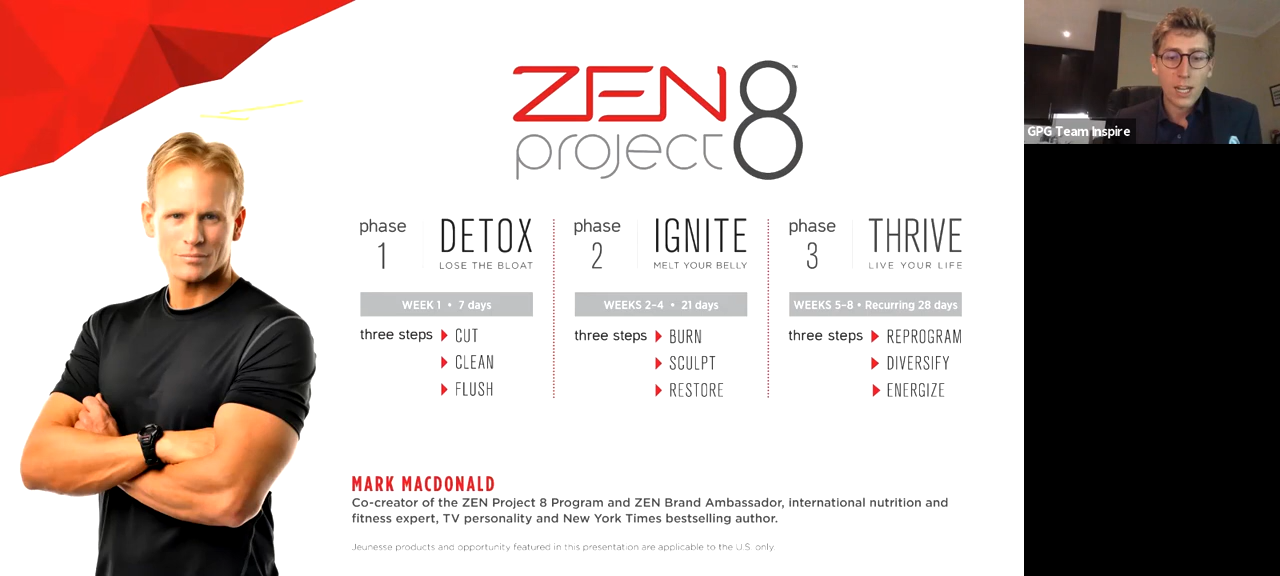 ZEN
project 8™
phase 1 DETOX
LOSE THE BLOAT
WEEK 1 • 7 days
three steps CUT
CLEAN
FLUSH
phase 2 IGNITE
MELT YOUR BELLY
WEEKS 2–4 • 21 days
three steps BURN
SCULPT
RESTORE
phase 3 THRIVE
LIVE YOUR LIFE
WEEKS 5–8 • Recurring 28 days
three steps REPROGRAM
DIVERSIFY
ENERGIZE
MARK MACDONALD
Co-creator of the ZEN Project 8 Program and ZEN Brand Ambassador, international nutrition and
fitness expert, TV personality and New York Times bestselling author.
Jeunesse products and opportunity featured in this presentation are applicable to the U.S. only
GPG Team Inspire